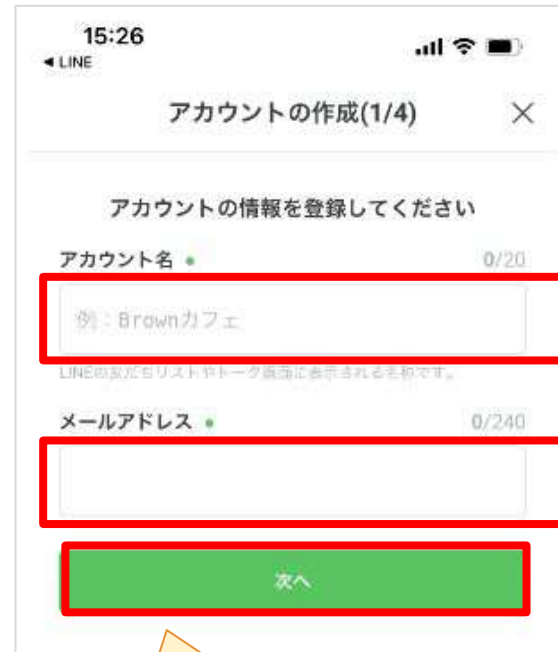 15:26
◀ LINE
アカウントの作成(1/4)
アカウントの情報を登録してください
アカウント名
0/20
例：Brownカフェ
LINEの友だちリストやトーク画面に表示される名称です。
メールアドレス
0/240
次へ